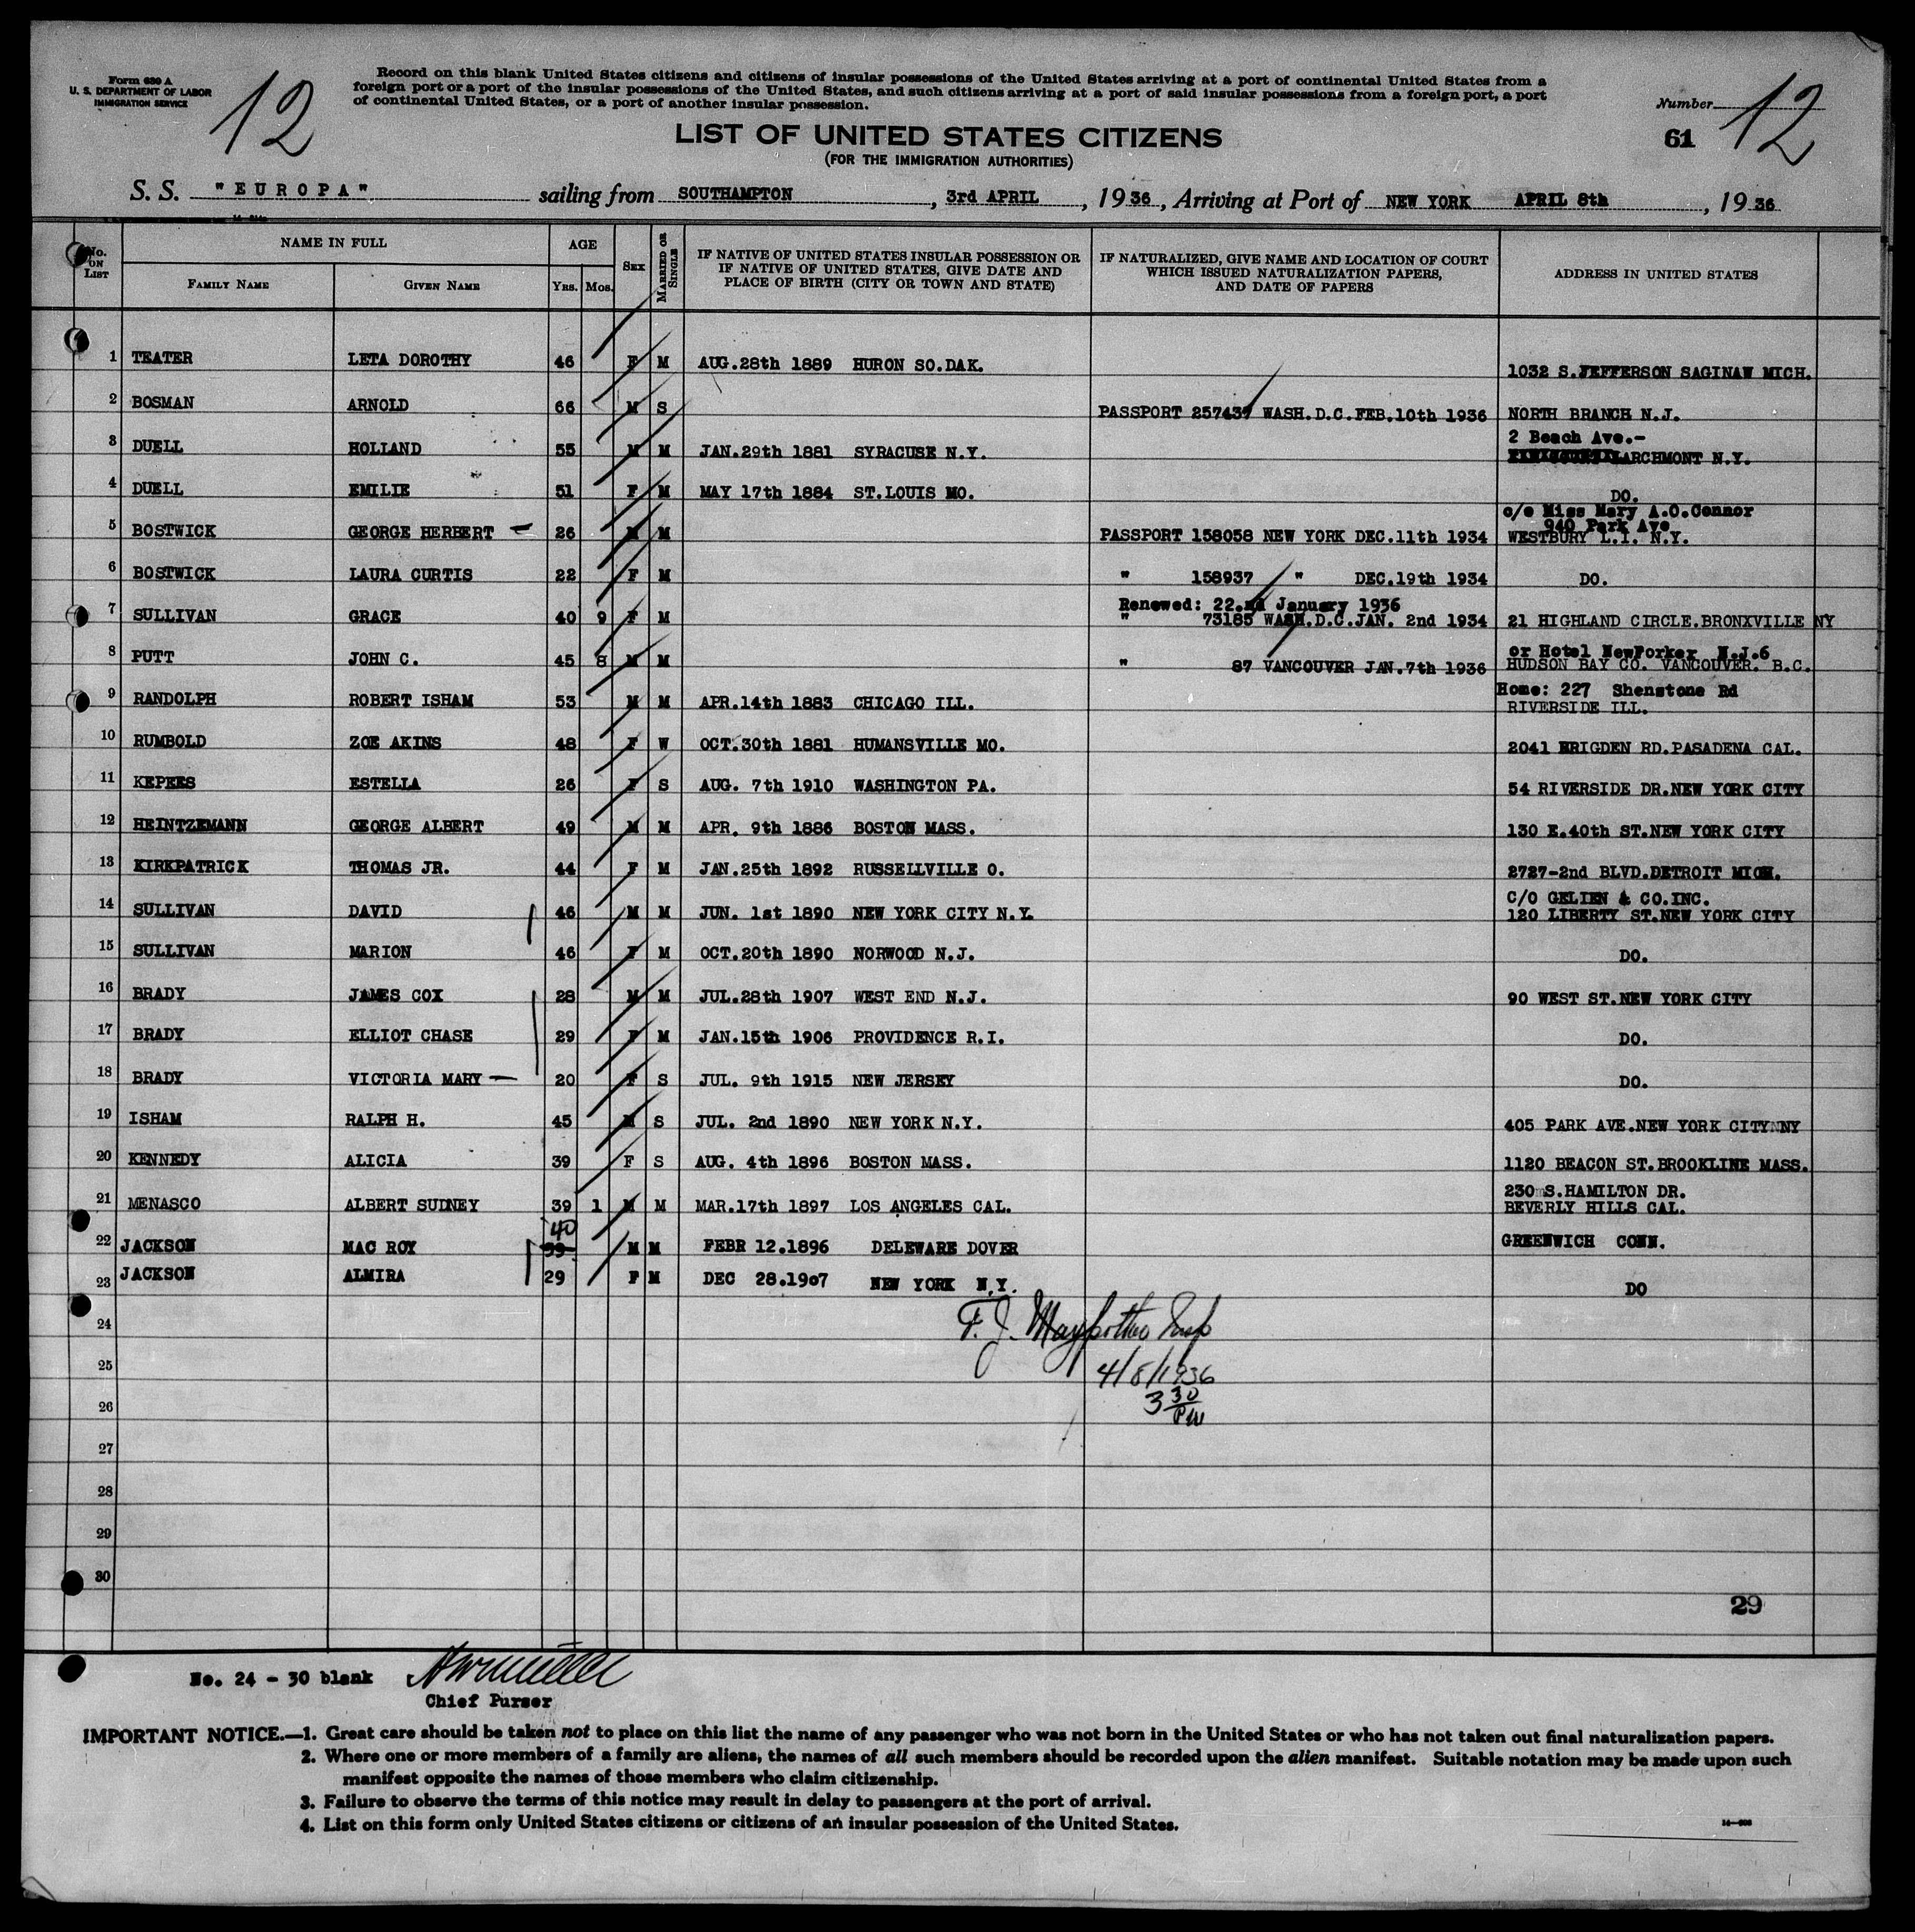 Form 630 A
U. S. DEPARTMENT OF LABOR
IMMIGRATION SERVICE
12
Record on this blank United States citizens and citizens of insular possessions of the United States arriving at a port of continental United States from a
foreign port or a port of the insular possessions of the United States, and such citizens arriving at a port of said insular possessions from a foreign port, a port
of continental United States, or a port of another insular possession.
Number 12
61
LIST OF UNITED STATES CITIZENS
(FOR THE IMMIGRATION AUTHORITIES)
S. S. "EUROPA" sailing from SOUTHAMPTON, 3rd APRIL, 1936, Arriving at Port of NEW YORK APRIL 8th, 1936
No. ON LIST
NAME IN FULL
FAMILY NAME
GIVEN NAME
AGE
YRS. MOS.
SEX
MARRIED OR SINGLE
IF NATIVE OF UNITED STATES INSULAR POSSESSION OR
IF NATIVE OF UNITED STATES, GIVE DATE AND
PLACE OF BIRTH (CITY OR TOWN AND STATE)
IF NATURALIZED, GIVE NAME AND LOCATION OF COURT
WHICH ISSUED NATURALIZATION PAPERS,
AND DATE OF PAPERS
ADDRESS IN UNITED STATES
1 TEATER LETA DOROTHY 46 F M AUG.28th 1889 HURON SO.DAK. 1032 S.JEFFERSON SAGINAW MICH.
2 BOSMAN ARNOLD 66 M S PASSPORT 257437 WASH.D.C.FEB.10th 1936 NORTH BRANCH N.J.
2 Beach Ave.-
3 DUELL HOLLAND 55 M M JAN.29th 1881 SYRACUSE N.Y. LARCHMONT N.Y.
4 DUELL EMILIE 51 F M MAY 17th 1884 ST.LOUIS MO. DO.
c/o Miss Mary A.O.Connor
940 Park Ave
5 BOSTWICK GEORGE HERBERT - 26 M M PASSPORT 158058 NEW YORK DEC.11th 1934 WESTBURY L.I. N.Y.
6 BOSTWICK LAURA CURTIS 22 F M " 158937 " DEC.19th 1934 DO.
Renewed: 22.nd January 1936
7 SULLIVAN GRACE 40 9 F M " 73185 WASH.D.C.JAN. 2nd 1934 21 HIGHLAND CIRCLE.BRONXVILLE NY
or Hotel NewYorker N.J.6
8 PUTT JOHN C. 45 8 M M " 87 VANCOUVER JAN.7th 1936 HUDSON BAY CO. VANCOUVER. B.C.
Home: 227 Shenstone Rd
9 RANDOLPH ROBERT ISHAM 53 M M APR.14th 1883 CHICAGO ILL. RIVERSIDE ILL.
10 RUMBOLD ZOE AKINS 48 F W OCT.30th 1881 HUMANSVILLE MO. 2041 BRIGDEN RD.PASADENA CAL.
11 KEPEES ESTELLA 26 F S AUG. 7th 1910 WASHINGTON PA. 54 RIVERSIDE DR.NEW YORK CITY
12 HEINTZEMANN GEORGE ALBERT 49 M M APR. 9th 1886 BOSTON MASS. 130 E.40th ST.NEW YORK CITY
13 KIRKPATRICK THOMAS JR. 44 F M JAN.25th 1892 RUSSELLVILLE O. 2727-2nd BLVD.DETROIT MICH.
C/O GELIEN & CO.INC.
14 SULLIVAN DAVID 46 M M JUN. 1st 1890 NEW YORK CITY N.Y. 120 LIBERTY ST.NEW YORK CITY
15 SULLIVAN MARION 46 F M OCT.20th 1890 NORWOOD N.J. DO.
16 BRADY JAMES COX 28 M M JUL.28th 1907 WEST END N.J. 90 WEST ST.NEW YORK CITY
17 BRADY ELLIOT CHASE 29 F M JAN.15th 1906 PROVIDENCE R.I. DO.
18 BRADY VICTORIA MARY — 20 F S JUL. 9th 1915 NEW JERSEY DO.
19 ISHAM RALPH H. 45 M S JUL. 2nd 1890 NEW YORK N.Y. 405 PARK AVE.NEW YORK CITY NY
20 KENNEDY ALICIA 39 F S AUG. 4th 1896 BOSTON MASS. 1120 BEACON ST.BROOKLINE MASS.
230 S.HAMILTON DR.
21 MENASCO ALBERT SUDNEY 39 1 M M MAR.17th 1897 LOS ANGELES CAL. BEVERLY HILLS CAL.
40
22 JACKSON MAC ROY 39 M M FEBR 12.1896 DELEWARE DOVER GREENWICH CONN.
23 JACKSON ALMIRA 29 F M DEC 28.1907 NEW YORK N.Y. DO
24
F. J. Insp
25
4/8/1936
26
3 30 PM
27
28
29
30
29
No. 24 - 30 blank
Chief Purser
IMPORTANT NOTICE.—1. Great care should be taken not to place on this list the name of any passenger who was not born in the United States or who has not taken out final naturalization papers.
2. Where one or more members of a family are aliens, the names of all such members should be recorded upon the alien manifest. Suitable notation may be made upon such
manifest opposite the names of those members who claim citizenship.
3. Failure to observe the terms of this notice may result in delay to passengers at the port of arrival.
4. List on this form only United States citizens or citizens of an insular possession of the United States.